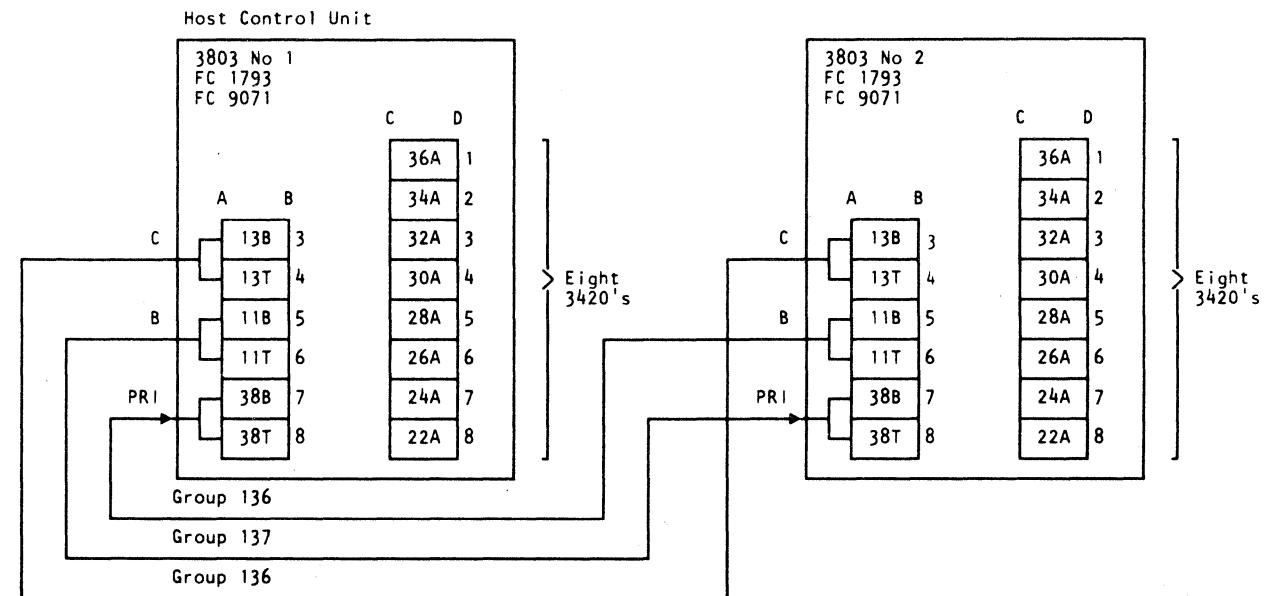 Host Control Unit
3803 No 1
FC 1793
FC 9071
C D
36A 1
34A 2
A B
C 13B 3 32A 3
13T 4 30A 4
B 11B 5 28A 5
11T 6 26A 6
PRI 38B 7 24A 7
38T 8 22A 8
Eight
3420's
3803 No 2
FC 1793
FC 9071
C D
36A 1
34A 2
A B
C 13B 3 32A 3
13T 4 30A 4
B 11B 5 28A 5
11T 6 26A 6
PRI 38B 7 24A 7
38T 8 22A 8
Eight
3420's
Group 136
Group 137
Group 136